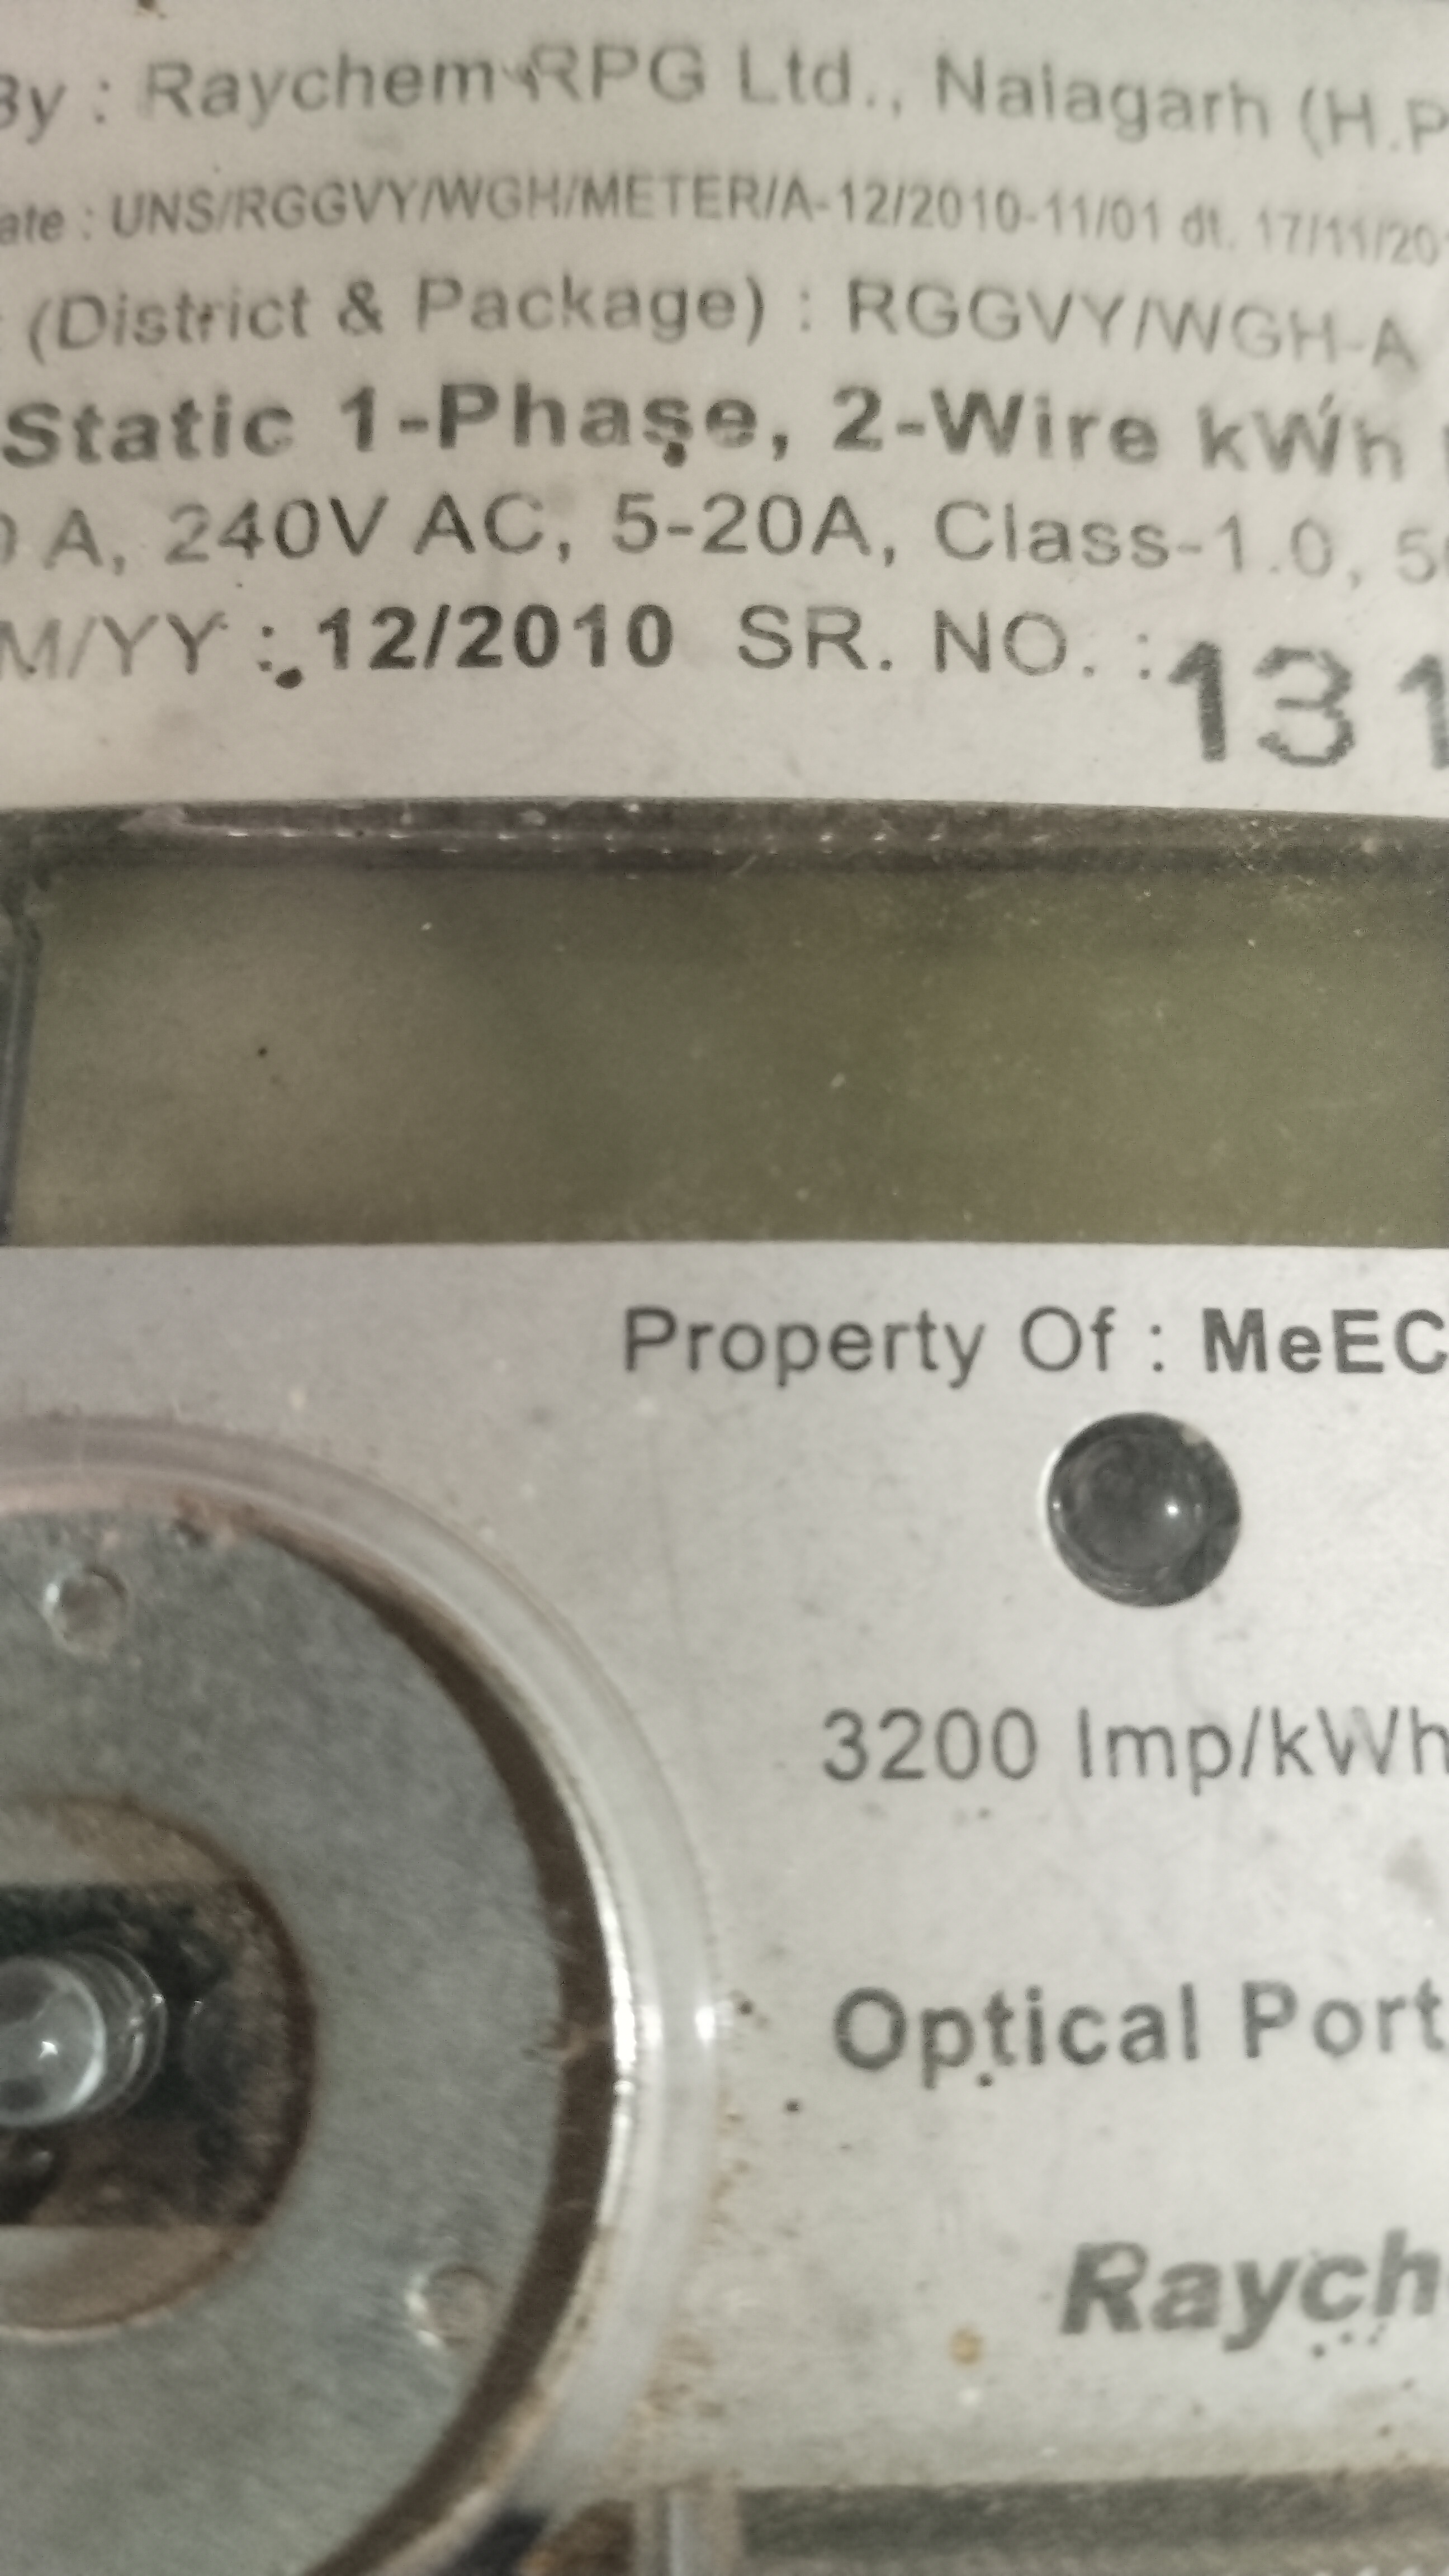 By : Raychem RPG Ltd., Nalagarh (H.P
ate : UNS/RGGVY/WGH/METER/A-12/2010-11/01 dt. 17/11/20
(District & Package) : RGGVY/WGH-A
Static 1-Phase, 2-Wire kWh
0 A, 240V AC, 5-20A, Class-1.0, 5
M/YY : 12/2010 SR. NO. : 131
Property Of : MeEC
3200 Imp/kWh
Optical Port
Raych